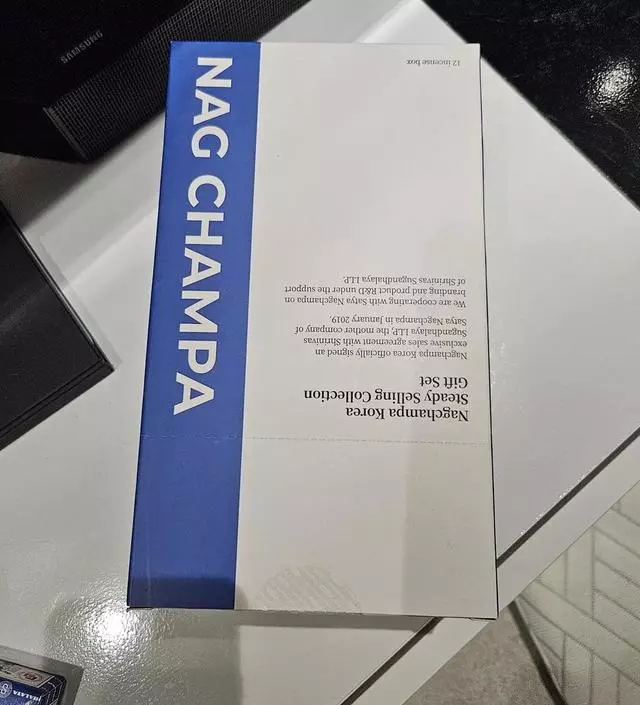 SAMSUNG
NAG CHAMPA
Nagchampa Korea
Steady Selling Collection
Gift Set
Nagchampa Korea officially signed an
exclusive sales agreement with Shrinivas
Sugandhalaya LLP, the mother company of
Satya Nagchampa in January 2019.
We are cooperating with Satya Nagchampa on
branding and product R&D under the support
of Shrinivas Sugandhalaya LLP.
12 incense box